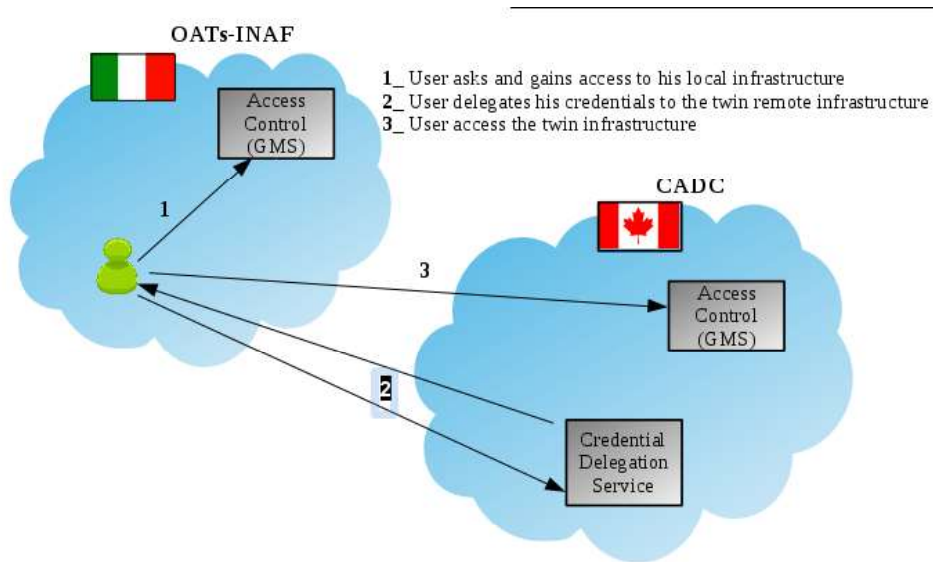 OATs-INAF
Access
Control
(GMS)
1_ User asks and gains access to his local infrastructure
2_ User delegates his credentials to the twin remote infrastructure
3_ User access the twin infrastructure
CADC
1
3
Access
Control
(GMS)
2
Credential
Delegation
Service